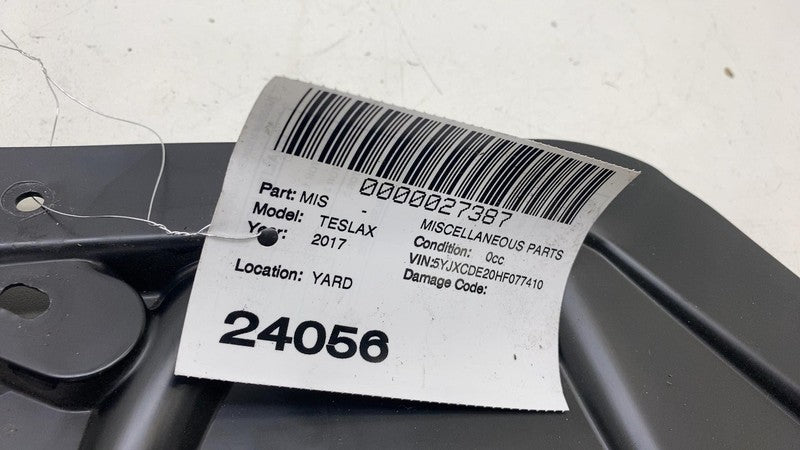 0000027387
Part: MIS - MISCELLANEOUS PARTS
Model: TESLAX Condition: 0cc
Year: 2017 VIN:5YJXCDE20HF077410
Location: YARD Damage Code:
24056